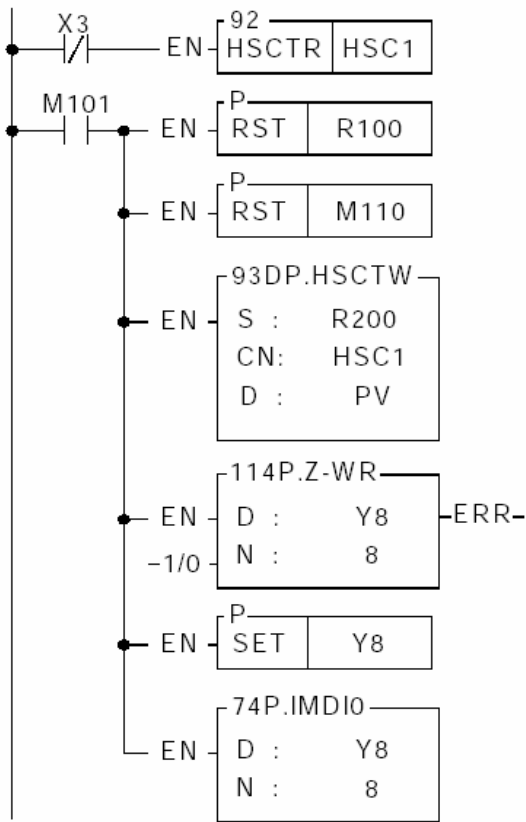 X3
EN
92
HSCTR HSC1
M101
EN
P
RST R100
EN
P
RST M110
93DP.HSCTW
EN
S : R200
CN: HSC1
D : PV
114P.Z-WR
EN
D : Y8
ERR
-1/0
N : 8
EN
P
SET Y8
74P.IMDI0
EN
D : Y8
N : 8